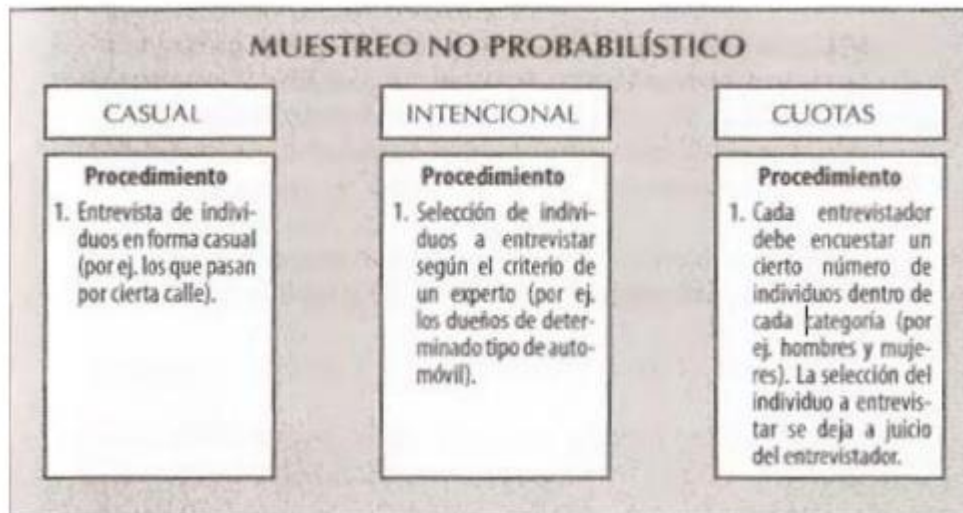 MUESTREO NO PROBABILÍSTICO
CASUAL
Procedimiento
1. Entrevista de indivi-
duos en forma casual
(por ej. los que pasan
por cierta calle).
INTENCIONAL
Procedimiento
1. Selección de indivi-
duos a entrevistar
según el criterio de
un experto (por ej.
los dueños de deter-
minado tipo de auto-
móvil).
CUOTAS
Procedimiento
1. Cada entrevistador
debe encuestar un
cierto número de
individuos dentro de
cada categoría (por
ej. hombres y muje-
res). La selección del
individuo a entrevis-
tar se deja a juicio
del entrevistador.